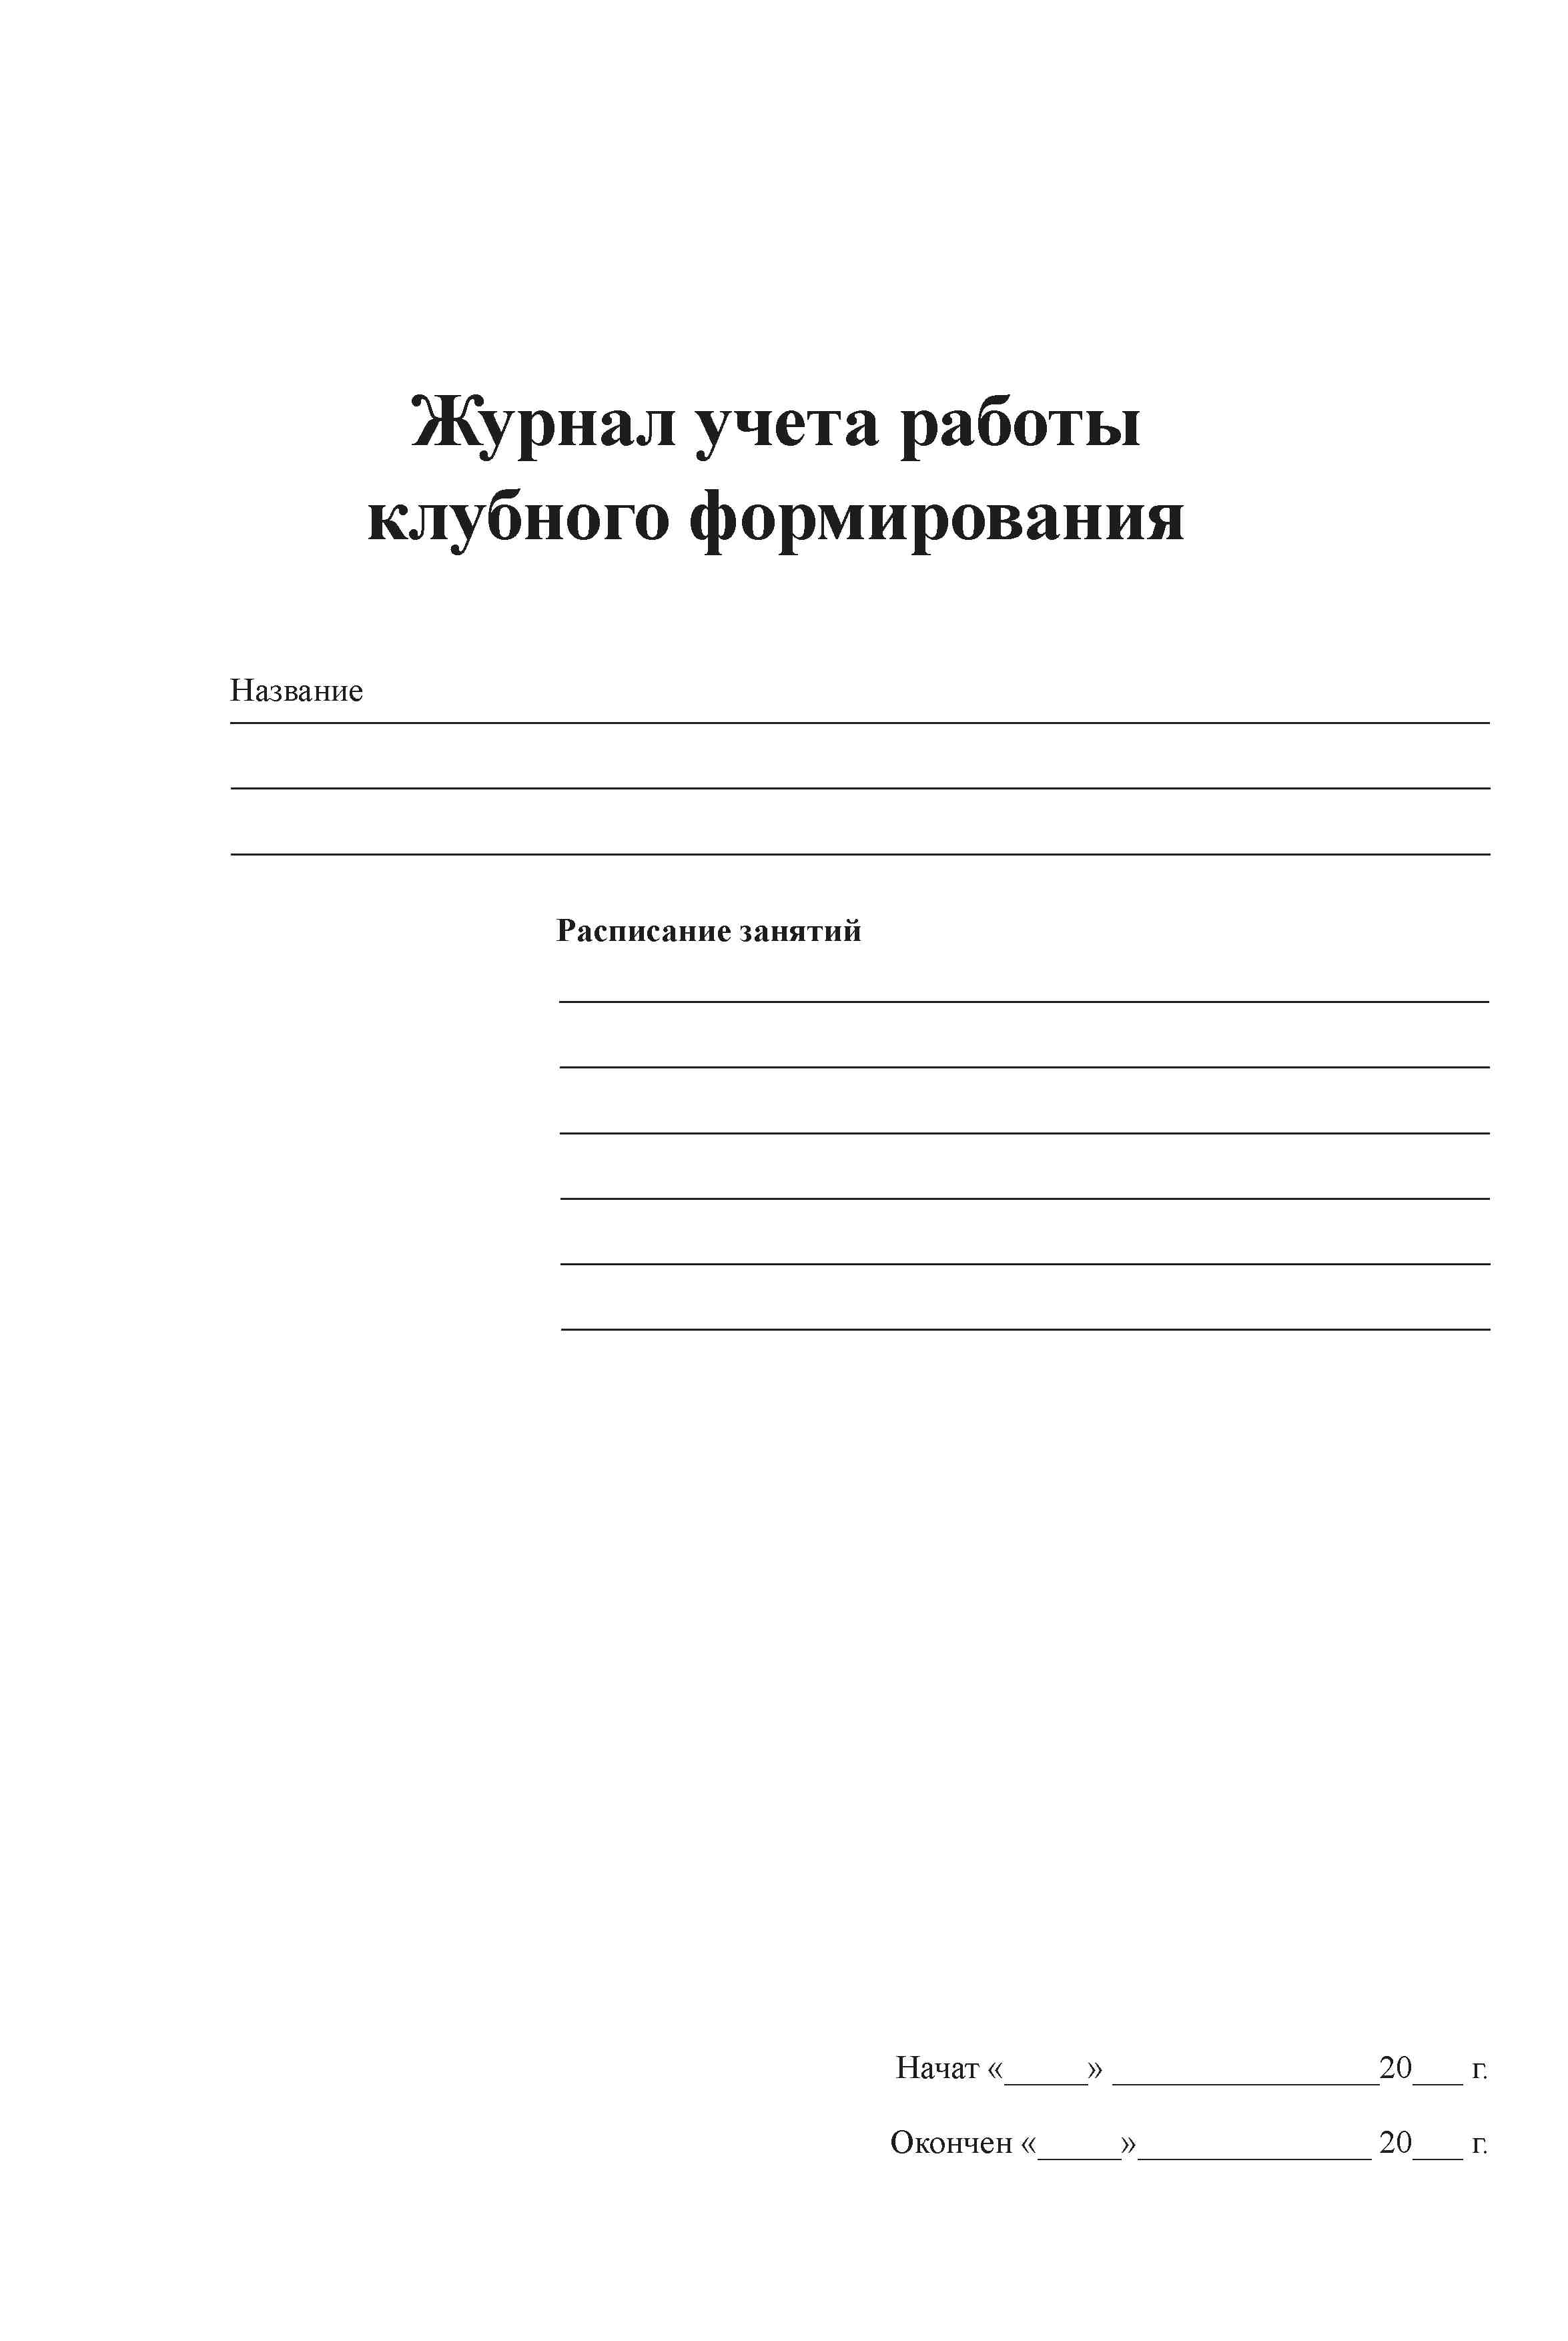 Журнал учета работы
клубного формирования
Название
Расписание занятий
Начат «_____» ________________20___ г.
Окончен «_____»______________ 20___ г.